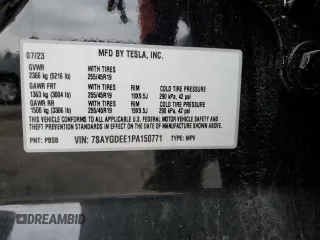 07/23 MFD BY TESLA, INC.
GVWR WITH TIRES
2366 kg (5216 lb) 255/45R19
GAWR FRT WITH TIRES RIM COLD TIRE PRESSURE
1363 kg (3004 lb) 255/45R19 19X9.5J 290 kPa, 42 psi
GAWR RR WITH TIRES RIM COLD TIRE PRESSURE
1500 kg (3306 lb) 255/45R19 19X9.5J 290 kPa, 42 psi
THIS VEHICLE CONFORMS TO ALL APPLICABLE U.S. FEDERAL MOTOR VEHICLE
SAFETY AND THEFT PREVENTION STANDARDS IN EFFECT ON THE DATE OF
MANUFACTURE SHOWN ABOVE.
PNT: PBSB VIN: 7SAYGDEE1PA150771 TYPE: MPV
DREAMBID.AM